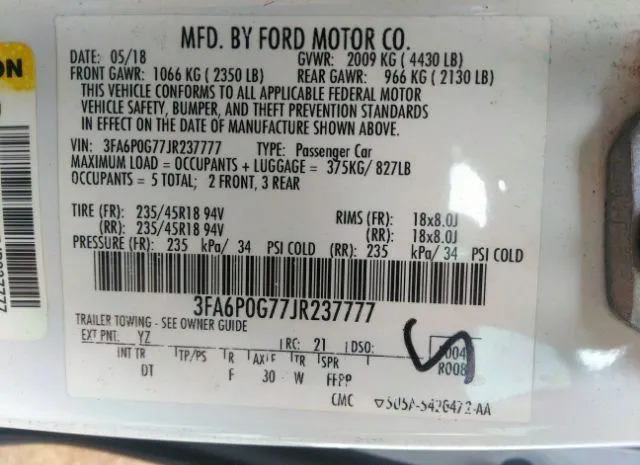 MFD. BY FORD MOTOR CO.
DATE: 05/18 GVWR: 2009 KG ( 4430 LB)
FRONT GAWR: 1066 KG ( 2350 LB) REAR GAWR: 966 KG ( 2130 LB)
THIS VEHICLE CONFORMS TO ALL APPLICABLE FEDERAL MOTOR
VEHICLE SAFETY, BUMPER, AND THEFT PREVENTION STANDARDS
IN EFFECT ON THE DATE OF MANUFACTURE SHOWN ABOVE.
VIN: 3FA6P0G77JR237777 TYPE: Passenger Car
MAXIMUM LOAD = OCCUPANTS + LUGGAGE = 375KG/ 827LB
OCCUPANTS = 5 TOTAL; 2 FRONT, 3 REAR
TIRE (FR): 235/45R18 94V RIMS (FR): 18x8.0J
(RR): 235/45R18 94V (RR): 18x8.0J
PRESSURE (FR): 235 kPa/ 34 PSI COLD (RR): 235 kPa/ 34 PSI COLD
3FA6P0G77JR237777
TRAILER TOWING - SEE OWNER GUIDE
EXT PNT: YZ RC: 21 DSO:
INT TR TP/PS R AXLE TR SPR
DT F 30 W FFPP
R008
CMC